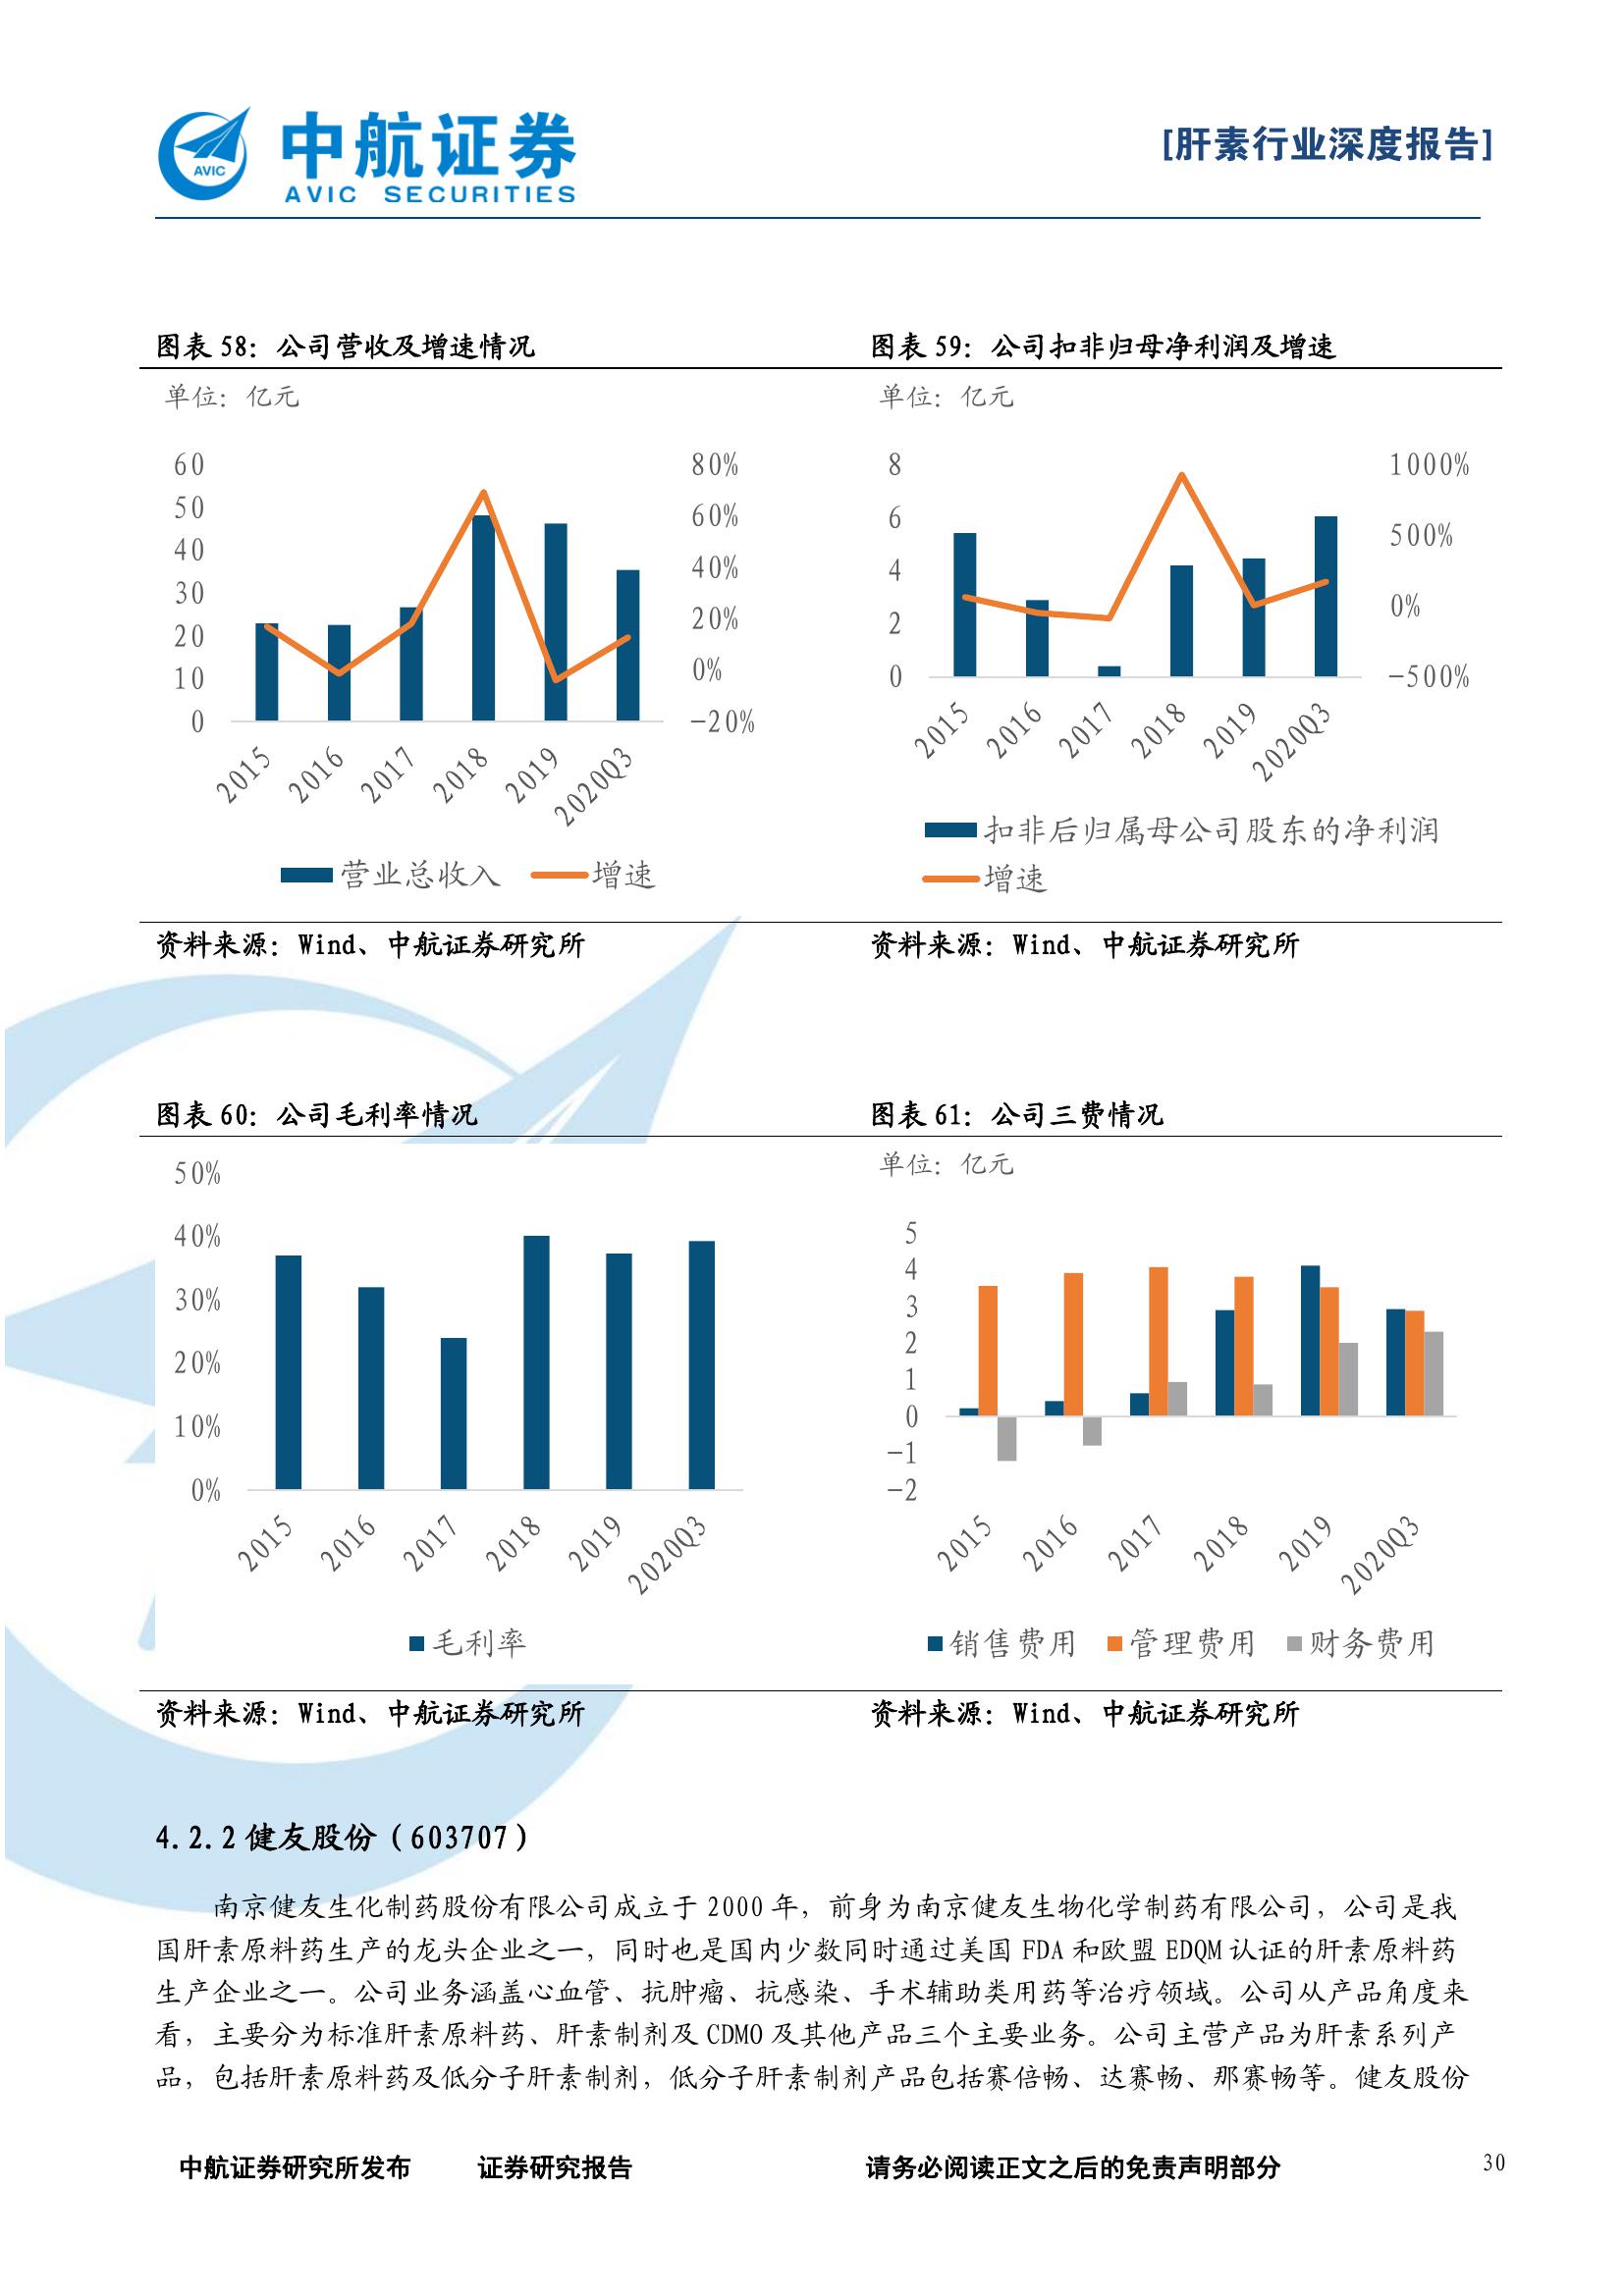 AVIC
中航证券
AVIC SECURITIES
[肝素行业深度报告]
图表 58：公司营收及增速情况
单位：亿元
60
50
40
30
20
10
0
80%
60%
40%
20%
0%
-20%
2015
2016
2017
2018
2019
2020Q3
营业总收入 增速
资料来源：Wind、中航证券研究所
图表 59：公司扣非归母净利润及增速
单位：亿元
8
6
4
2
0
1000%
500%
0%
-500%
2015
2016
2017
2018
2019
2020Q3
扣非后归属母公司股东的净利润
增速
资料来源：Wind、中航证券研究所
图表 60：公司毛利率情况
50%
40%
30%
20%
10%
0%
2015
2016
2017
2018
2019
2020Q3
毛利率
资料来源：Wind、中航证券研究所
图表 61：公司三费情况
单位：亿元
5
4
3
2
1
0
-1
-2
2015
2016
2017
2018
2019
2020Q3
销售费用 管理费用 财务费用
资料来源：Wind、中航证券研究所
4.2.2 健友股份（603707）
南京健友生化制药股份有限公司成立于 2000 年，前身为南京健友生物化学制药有限公司，公司是我
国肝素原料药生产的龙头企业之一，同时也是国内少数同时通过美国 FDA 和欧盟 EDQM 认证的肝素原料药
生产企业之一。公司业务涵盖心血管、抗肿瘤、抗感染、手术辅助类用药等治疗领域。公司从产品角度来
看，主要分为标准肝素原料药、肝素制剂及 CDMO 及其他产品三个主要业务。公司主营产品为肝素系列产
品，包括肝素原料药及低分子肝素制剂，低分子肝素制剂产品包括赛倍畅、达赛畅、那赛畅等。健友股份
中航证券研究所发布 证券研究报告 请务必阅读正文之后的免责声明部分 30